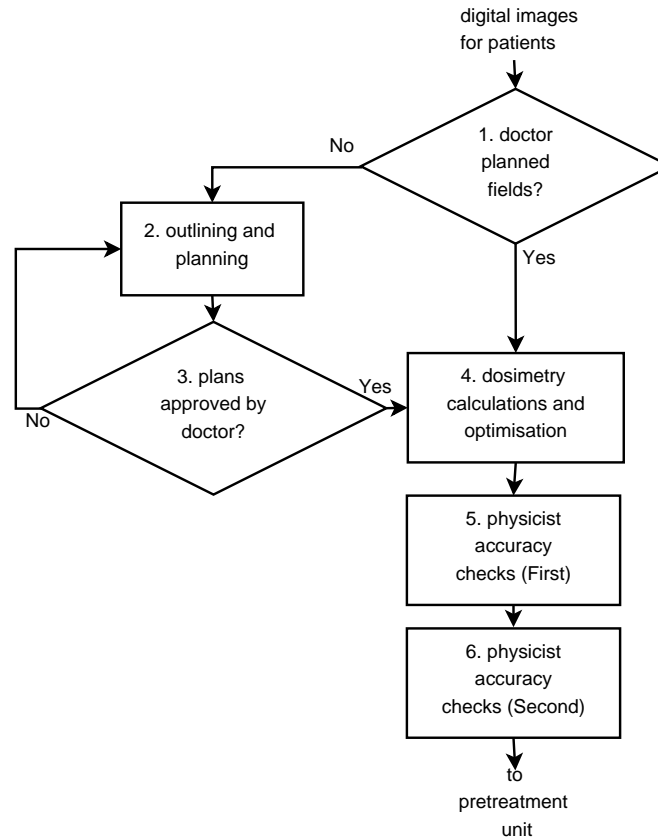 digital images
for patients
1. doctor
planned
fields?
No
Yes
2. outlining and
planning
3. plans
approved by
doctor?
No
Yes
4. dosimetry
calculations and
optimisation
5. physicist
accuracy
checks (First)
6. physicist
accuracy
checks (Second)
to
pretreatment
unit